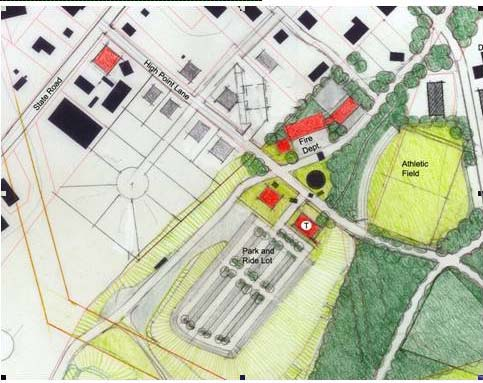 State Road
High Point Lane
Fire
Dept.
Athletic
Field
T
Park and
Ride Lot
D